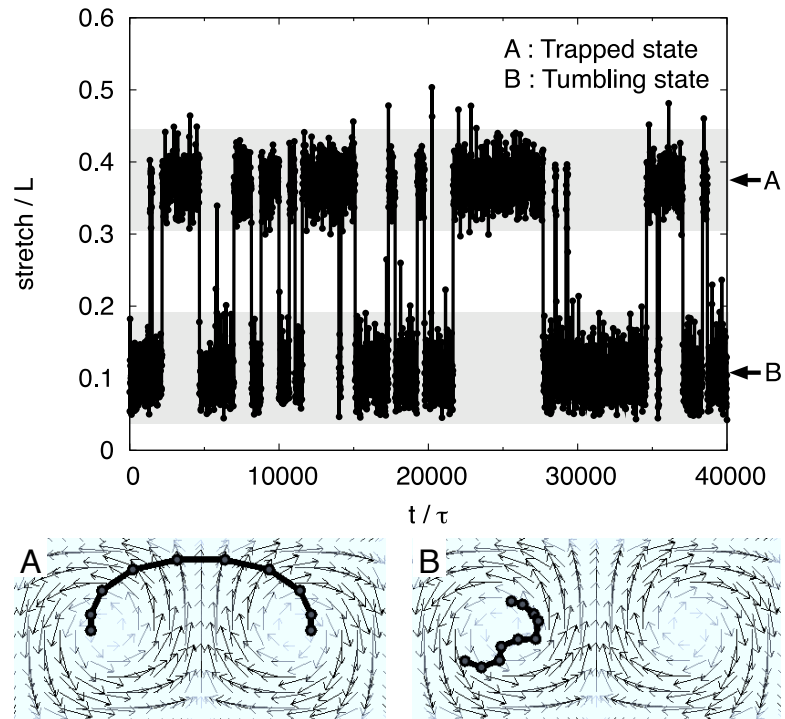 0.6
A : Trapped state
B : Tumbling state
0.5
0.4
A
0.3
stretch / L
0.2
0.1
B
0
0 10000 20000 30000 40000
t / τ
A
B